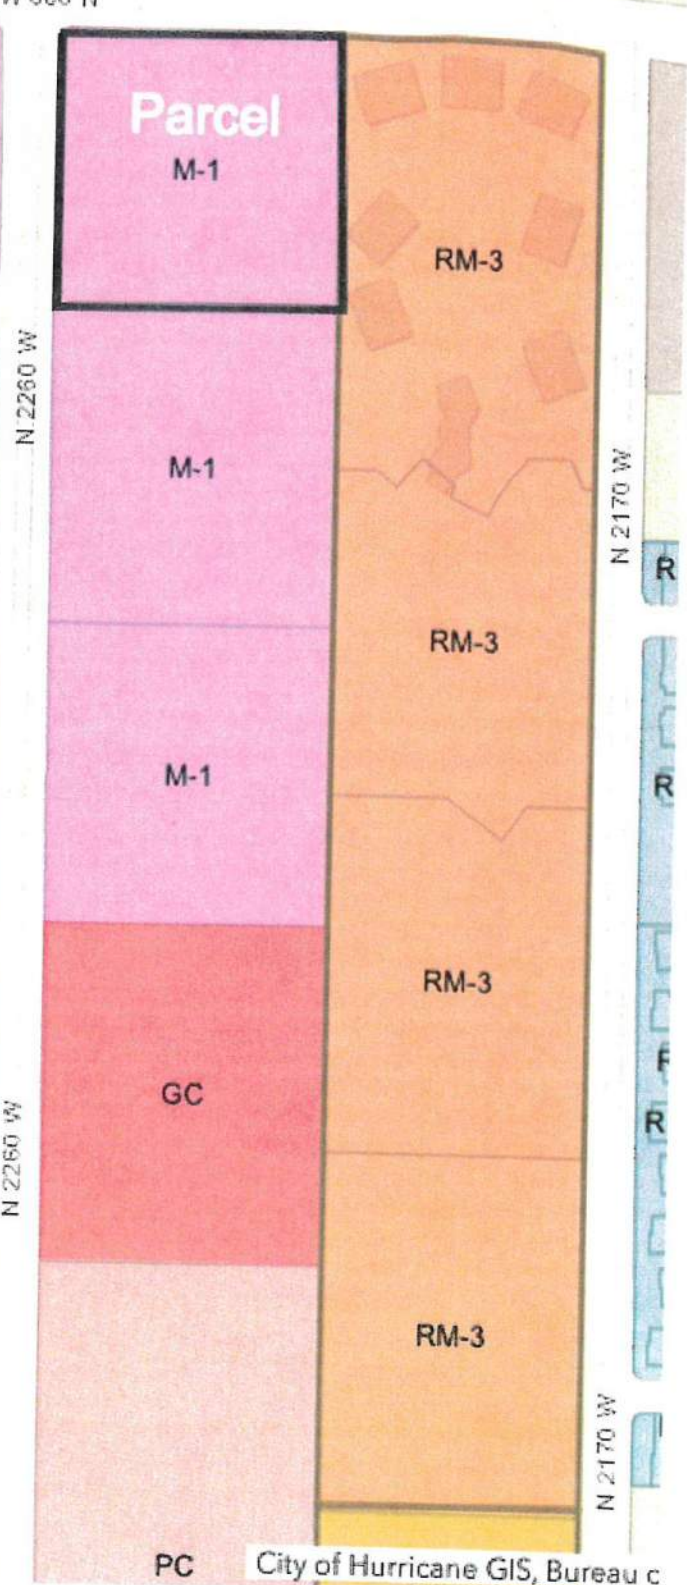 Parcel
M-1
RM-3
N 2260 W
M-1
N 2170 W
R
RM-3
M-1
R
RM-3
R
GC
R
N 2260 W
RM-3
N 2170 W
PC
City of Hurricane GIS, Bureau c